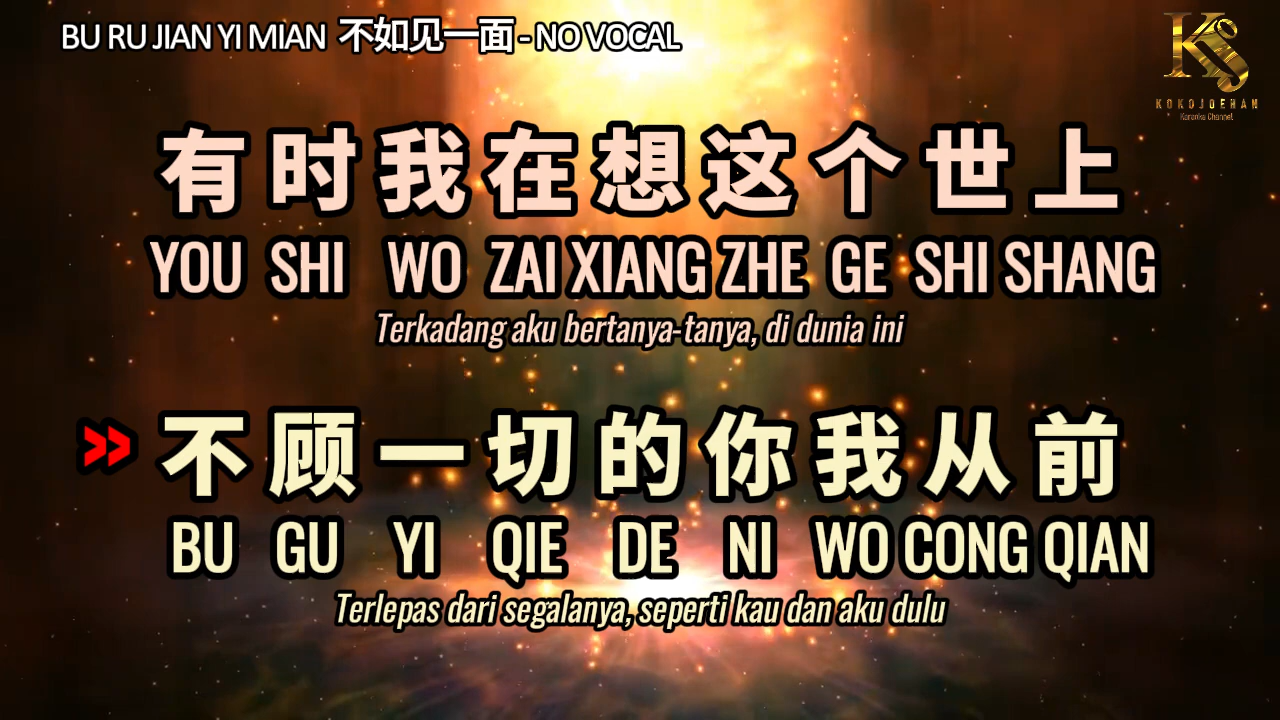 BU RU JIAN YI MIAN 不如见一面 - NO VOCAL
KS
KOKOJOEHAN
Karaoke Channel
有时我在想这个世上
YOU SHI WO ZAI XIANG ZHE GE SHI SHANG
Terkadang aku bertanya-tanya, di dunia ini
» 不顾一切的你我从前
BU GU YI QIE DE NI WO CONG QIAN
Terlepas dari segalanya, seperti kau dan aku dulu